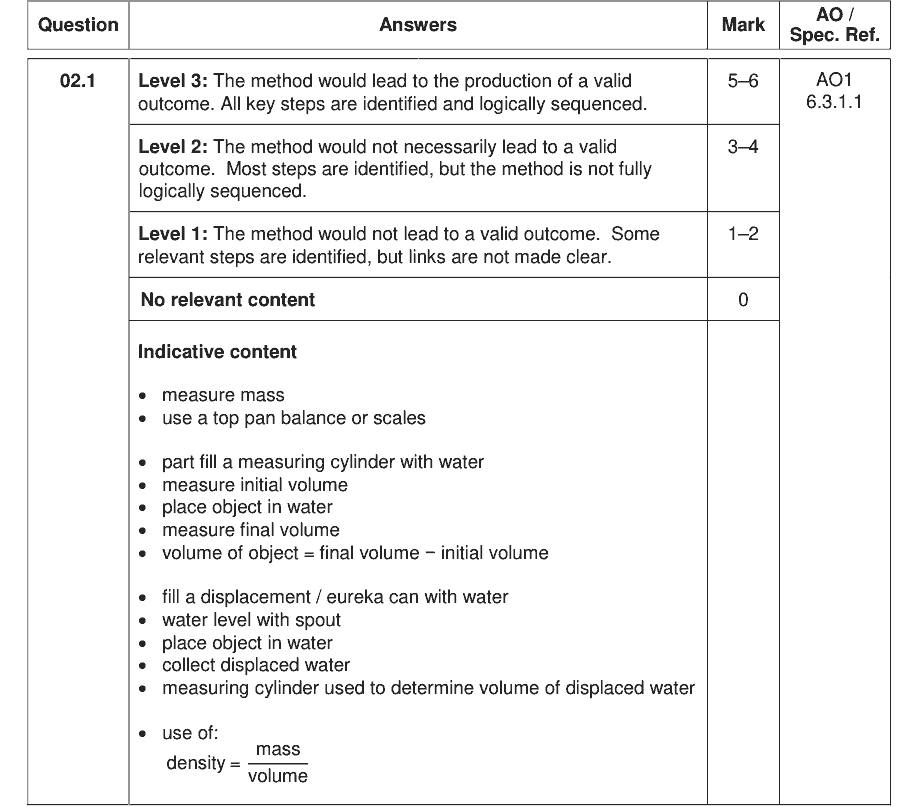 Question Answers Mark AO /
Spec. Ref.
02.1 Level 3: The method would lead to the production of a valid 5–6 AO1
outcome. All key steps are identified and logically sequenced. 6.3.1.1
Level 2: The method would not necessarily lead to a valid 3–4
outcome. Most steps are identified, but the method is not fully
logically sequenced.
Level 1: The method would not lead to a valid outcome. Some 1–2
relevant steps are identified, but links are not made clear.
No relevant content 0
Indicative content
• measure mass
• use a top pan balance or scales
• part fill a measuring cylinder with water
• measure initial volume
• place object in water
• measure final volume
• volume of object = final volume − initial volume
• fill a displacement / eureka can with water
• water level with spout
• place object in water
• collect displaced water
• measuring cylinder used to determine volume of displaced water
• use of:
density = mass
volume